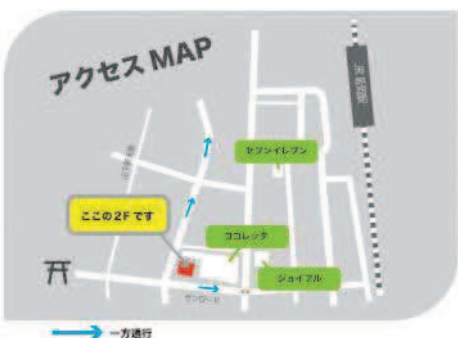 アクセス MAP
セブンイレブン
ここの2Fです
ココレッタ
ジョイフル
サンロード
一方通行